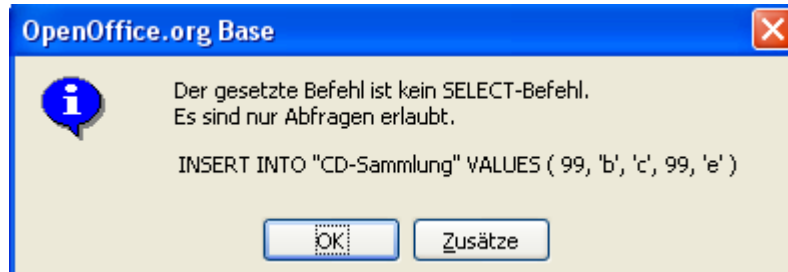 OpenOffice.org Base
Der gesetzte Befehl ist kein SELECT-Befehl.
Es sind nur Abfragen erlaubt.
INSERT INTO "CD-Sammlung" VALUES ( 99, 'b', 'c', 99, 'e' )
OK
Zusätze